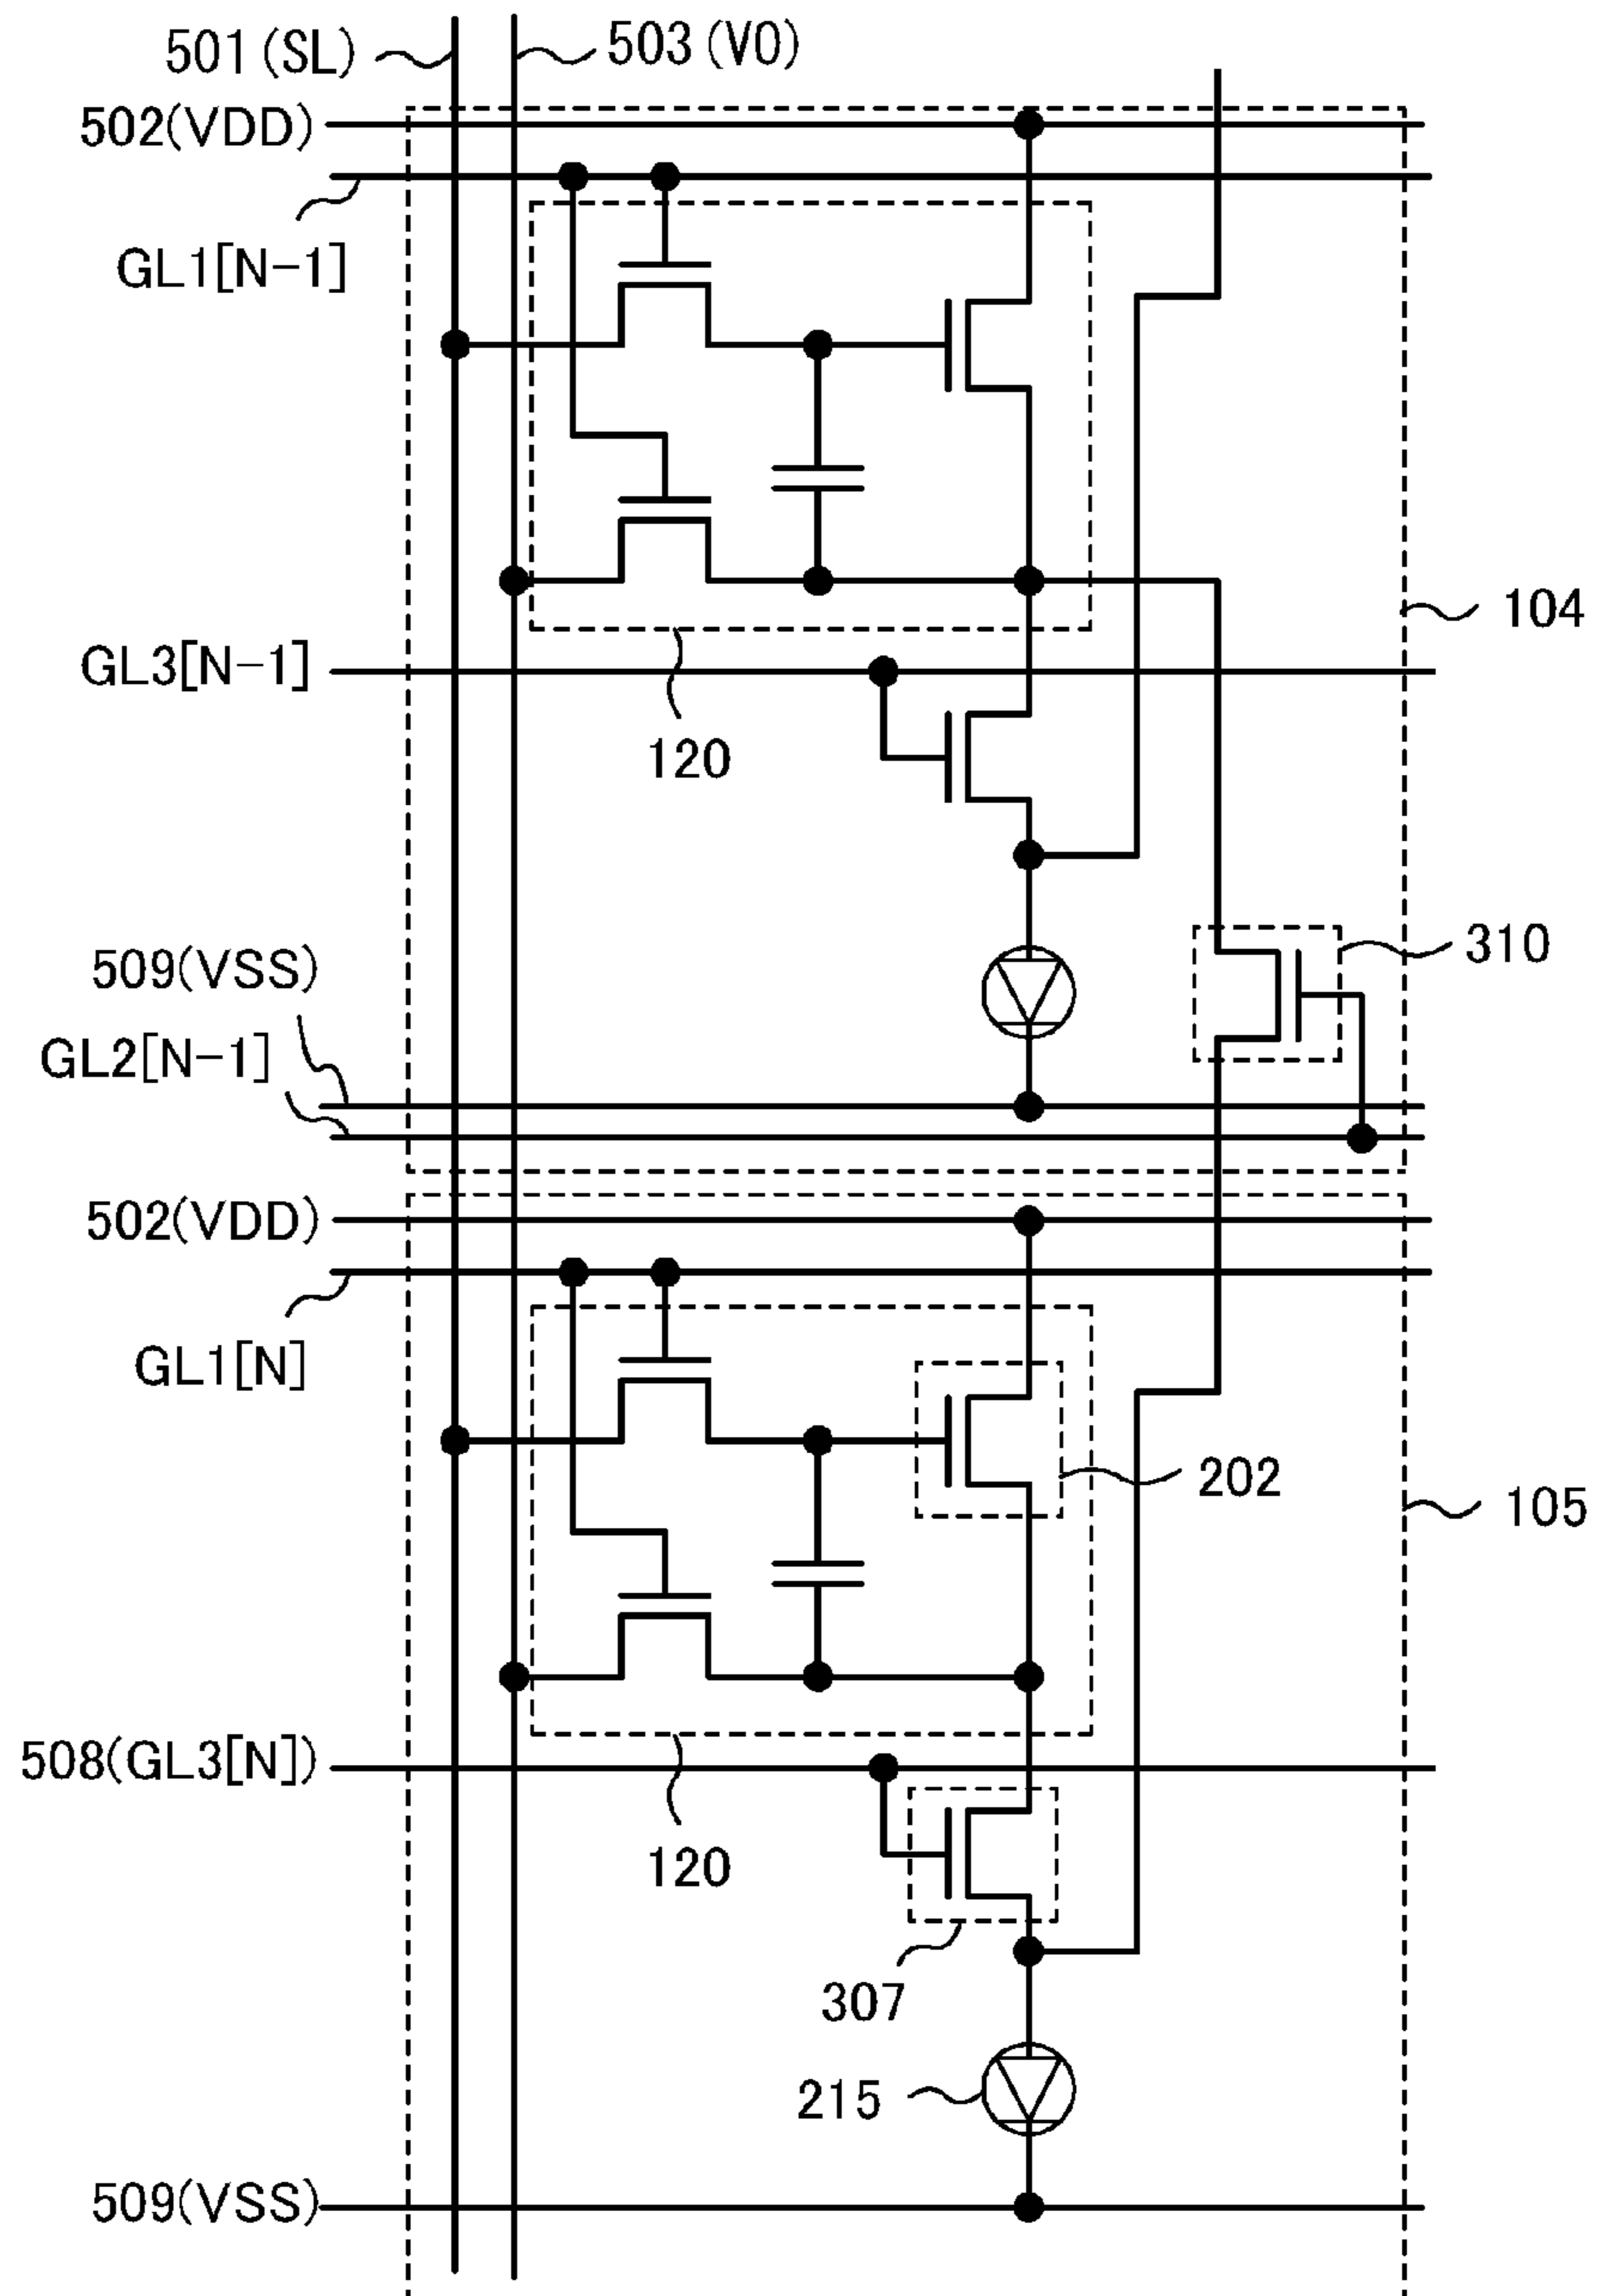 501(SL)
503(V0)
502(VDD)
GL1[N-1]
104
GL3[N-1]
120
310
509(VSS)
GL2[N-1]
502(VDD)
GL1[N]
202
105
508(GL3[N])
120
307
215
509(VSS)